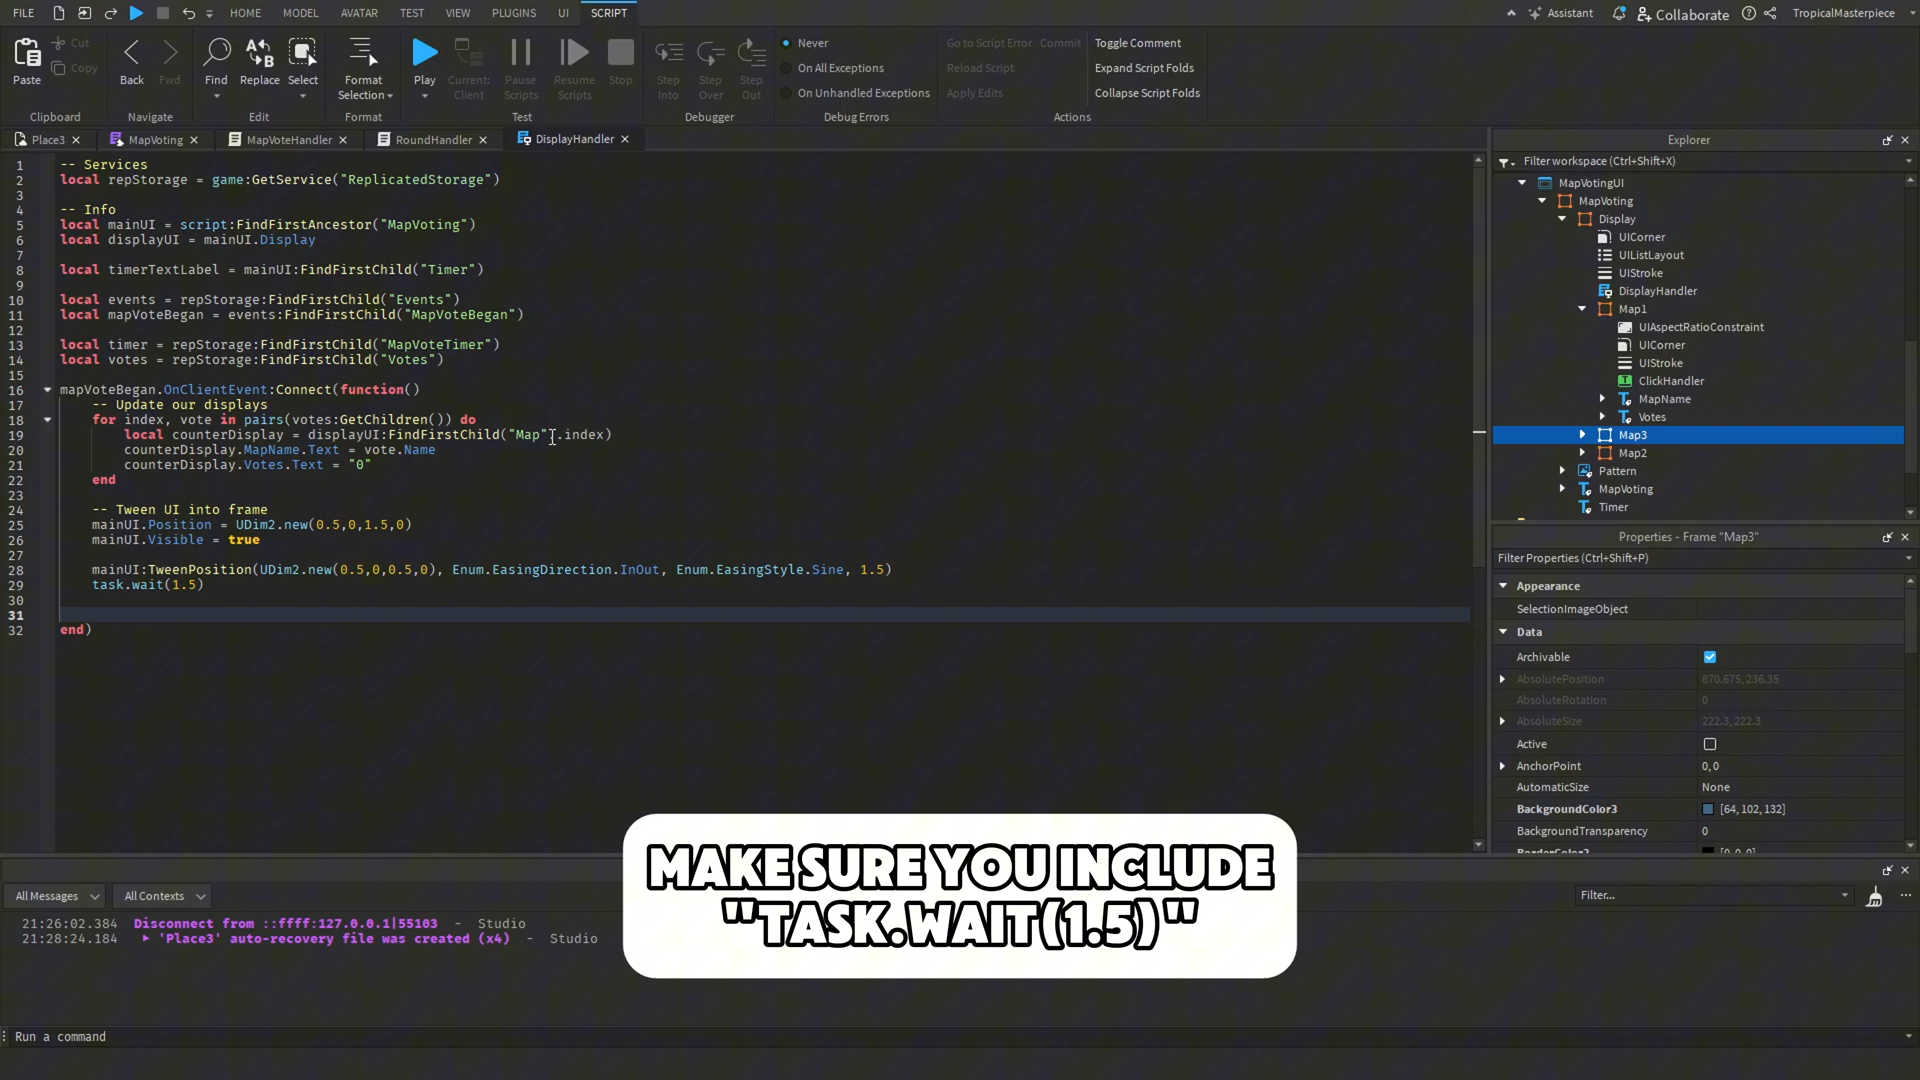 FILE HOME MODEL AVATAR TEST VIEW PLUGINS UI SCRIPT Assistant Collaborate TropicalMasterpiece
Paste Cut Copy Clipboard
Back Fwd Navigate
Find Replace Select Edit
Format Selection Format
Play Current: Client Pause Scripts Resume Scripts Stop Test
Step Into Step Over Step Out Debugger
Never
On All Exceptions
On Unhandled Exceptions
Debug Errors
Go to Script Error Commit Toggle Comment
Reload Script Expand Script Folds
Apply Edits Collapse Script Folds
Actions
Place3 MapVoting MapVoteHandler RoundHandler DisplayHandler
1 -- Services
2 local repStorage = game:GetService("ReplicatedStorage")
3
4 -- Info
5 local mainUI = script:FindFirstAncestor("MapVoting")
6 local displayUI = mainUI.Display
7
8 local timerTextLabel = mainUI:FindFirstChild("Timer")
9
10 local events = repStorage:FindFirstChild("Events")
11 local mapVoteBegan = events:FindFirstChild("MapVoteBegan")
12
13 local timer = repStorage:FindFirstChild("MapVoteTimer")
14 local votes = repStorage:FindFirstChild("Votes")
15
16 mapVoteBegan.OnClientEvent:Connect(function()
17 -- Update our displays
18 for index, vote in pairs(votes:GetChildren()) do
19 local counterDisplay = displayUI:FindFirstChild("Map"..index)
20 counterDisplay.MapName.Text = vote.Name
21 counterDisplay.Votes.Text = "0"
22 end
23
24 -- Tween UI into frame
25 mainUI.Position = UDim2.new(0.5,0,1.5,0)
26 mainUI.Visible = true
27
28 mainUI:TweenPosition(UDim2.new(0.5,0,0.5,0), Enum.EasingDirection.InOut, Enum.EasingStyle.Sine, 1.5)
29 task.wait(1.5)
30
31
32 end)
Explorer
Filter workspace (Ctrl+Shift+X)
MapVotingUI
MapVoting
Display
UICorner
UIListLayout
UIStroke
DisplayHandler
Map1
UIAspectRatioConstraint
UICorner
UIStroke
ClickHandler
MapName
Votes
Map3
Map2
Pattern
MapVoting
Timer
Properties - Frame "Map3"
Filter Properties (Ctrl+Shift+P)
Appearance
SelectionImageObject
Data
Archivable
AbsolutePosition 870.675, 236.35
AbsoluteRotation 0
AbsoluteSize 222.3, 222.3
Active
AnchorPoint 0, 0
AutomaticSize None
BackgroundColor3 [64, 102, 132]
BackgroundTransparency 0
MAKE SURE YOU INCLUDE
"TASK.WAIT(1.5)"
All Messages All Contexts Filter...
21:26:02.384 Disconnect from ::ffff:127.0.0.1|55103 - Studio
21:28:24.184 'Place3' auto-recovery file was created (x4) - Studio
Run a command